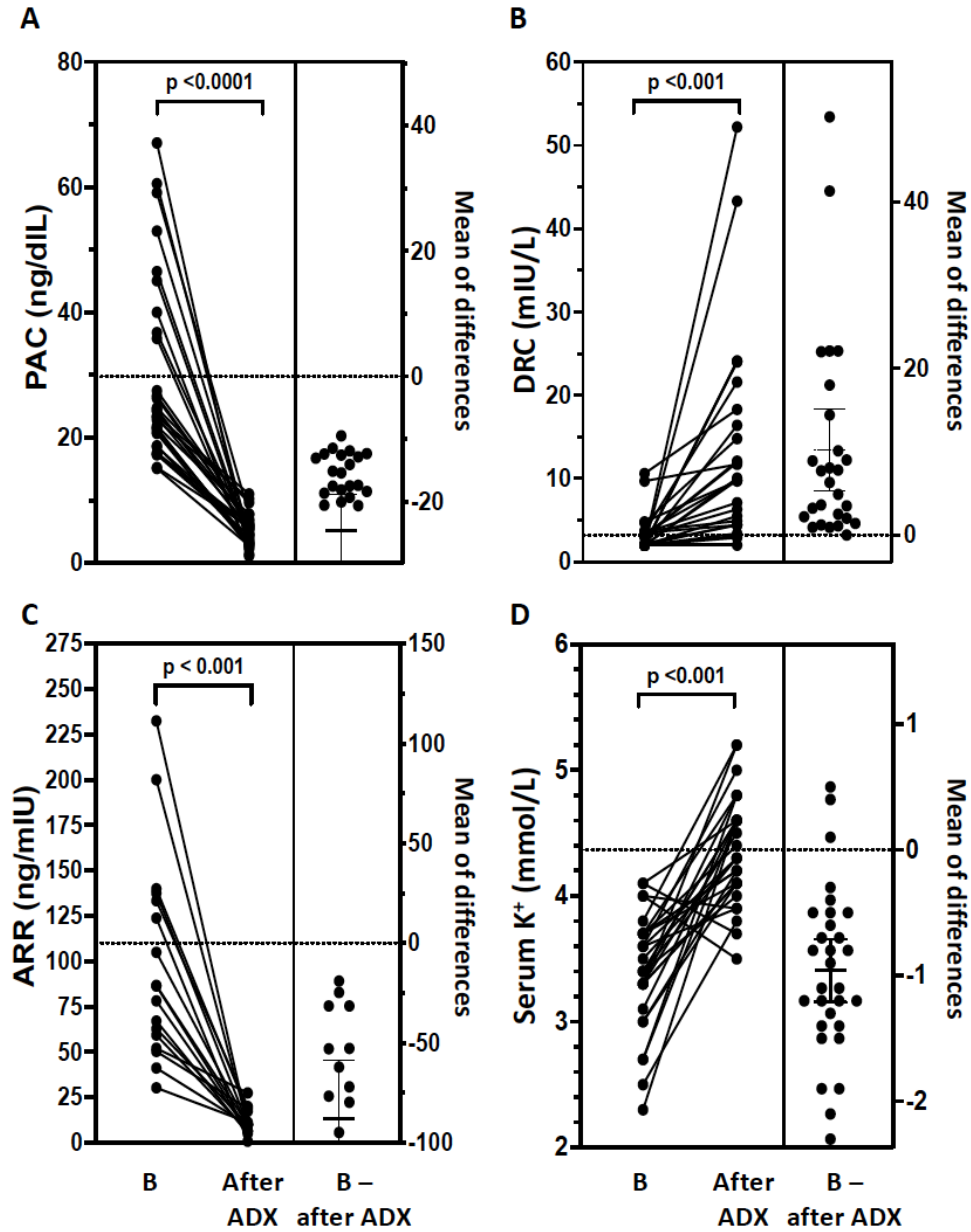 A
B
80
60
40
20
0
p <0.0001
40
20
0
-20
PAC (ng/dlL)
Mean of differences
60
50
40
30
20
10
0
p <0.001
40
20
0
DRC (mIU/L)
Mean of differences
C
D
275
250
225
200
175
150
125
100
75
50
25
0
p < 0.001
150
100
50
0
-50
-100
ARR (ng/mIU)
Mean of differences
6
5
4
3
2
p <0.001
1
0
-1
-2
Serum K⁺ (mmol/L)
Mean of differences
B
After
ADX
B –
after ADX
B
After
ADX
B –
after ADX